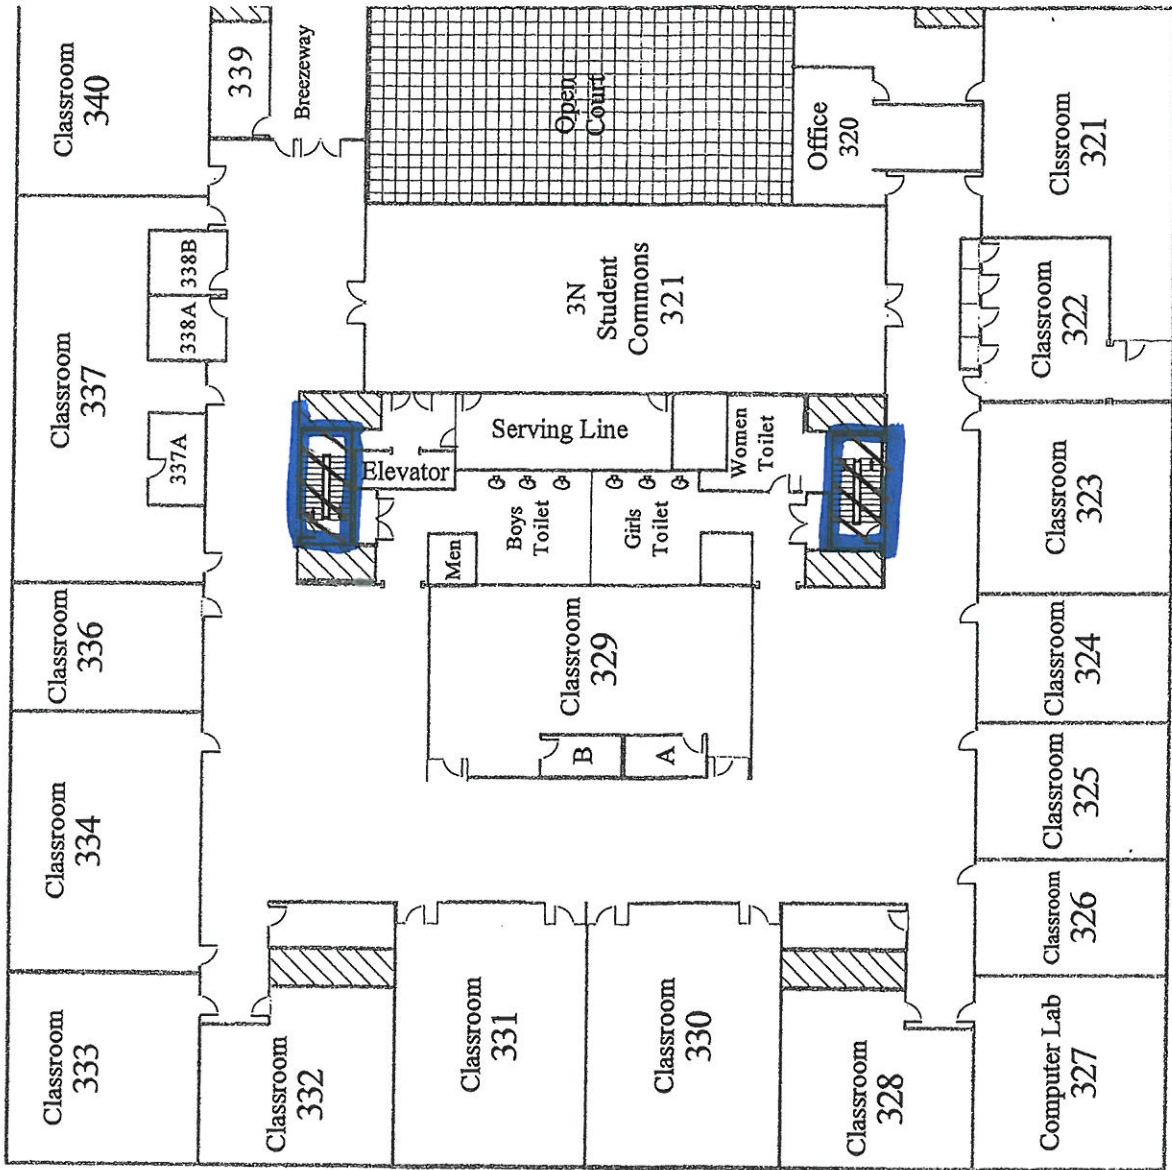 Classroom
340
339
Breezeway
Open
Court
Office
320
Clssroom
321
Classroom
337
338B
338A
337A
3N
Student
Commons
321
Classroom
322
Elevator
Serving Line
Women
Toilet
Classroom
323
Men
Boys
Toilet
Girls
Toilet
Classroom
336
Classroom
329
B
A
Classroom
324
Classroom
334
Classroom
325
Classroom
326
Classroom
333
Classroom
332
Classroom
331
Classroom
330
Classroom
328
Computer Lab
327